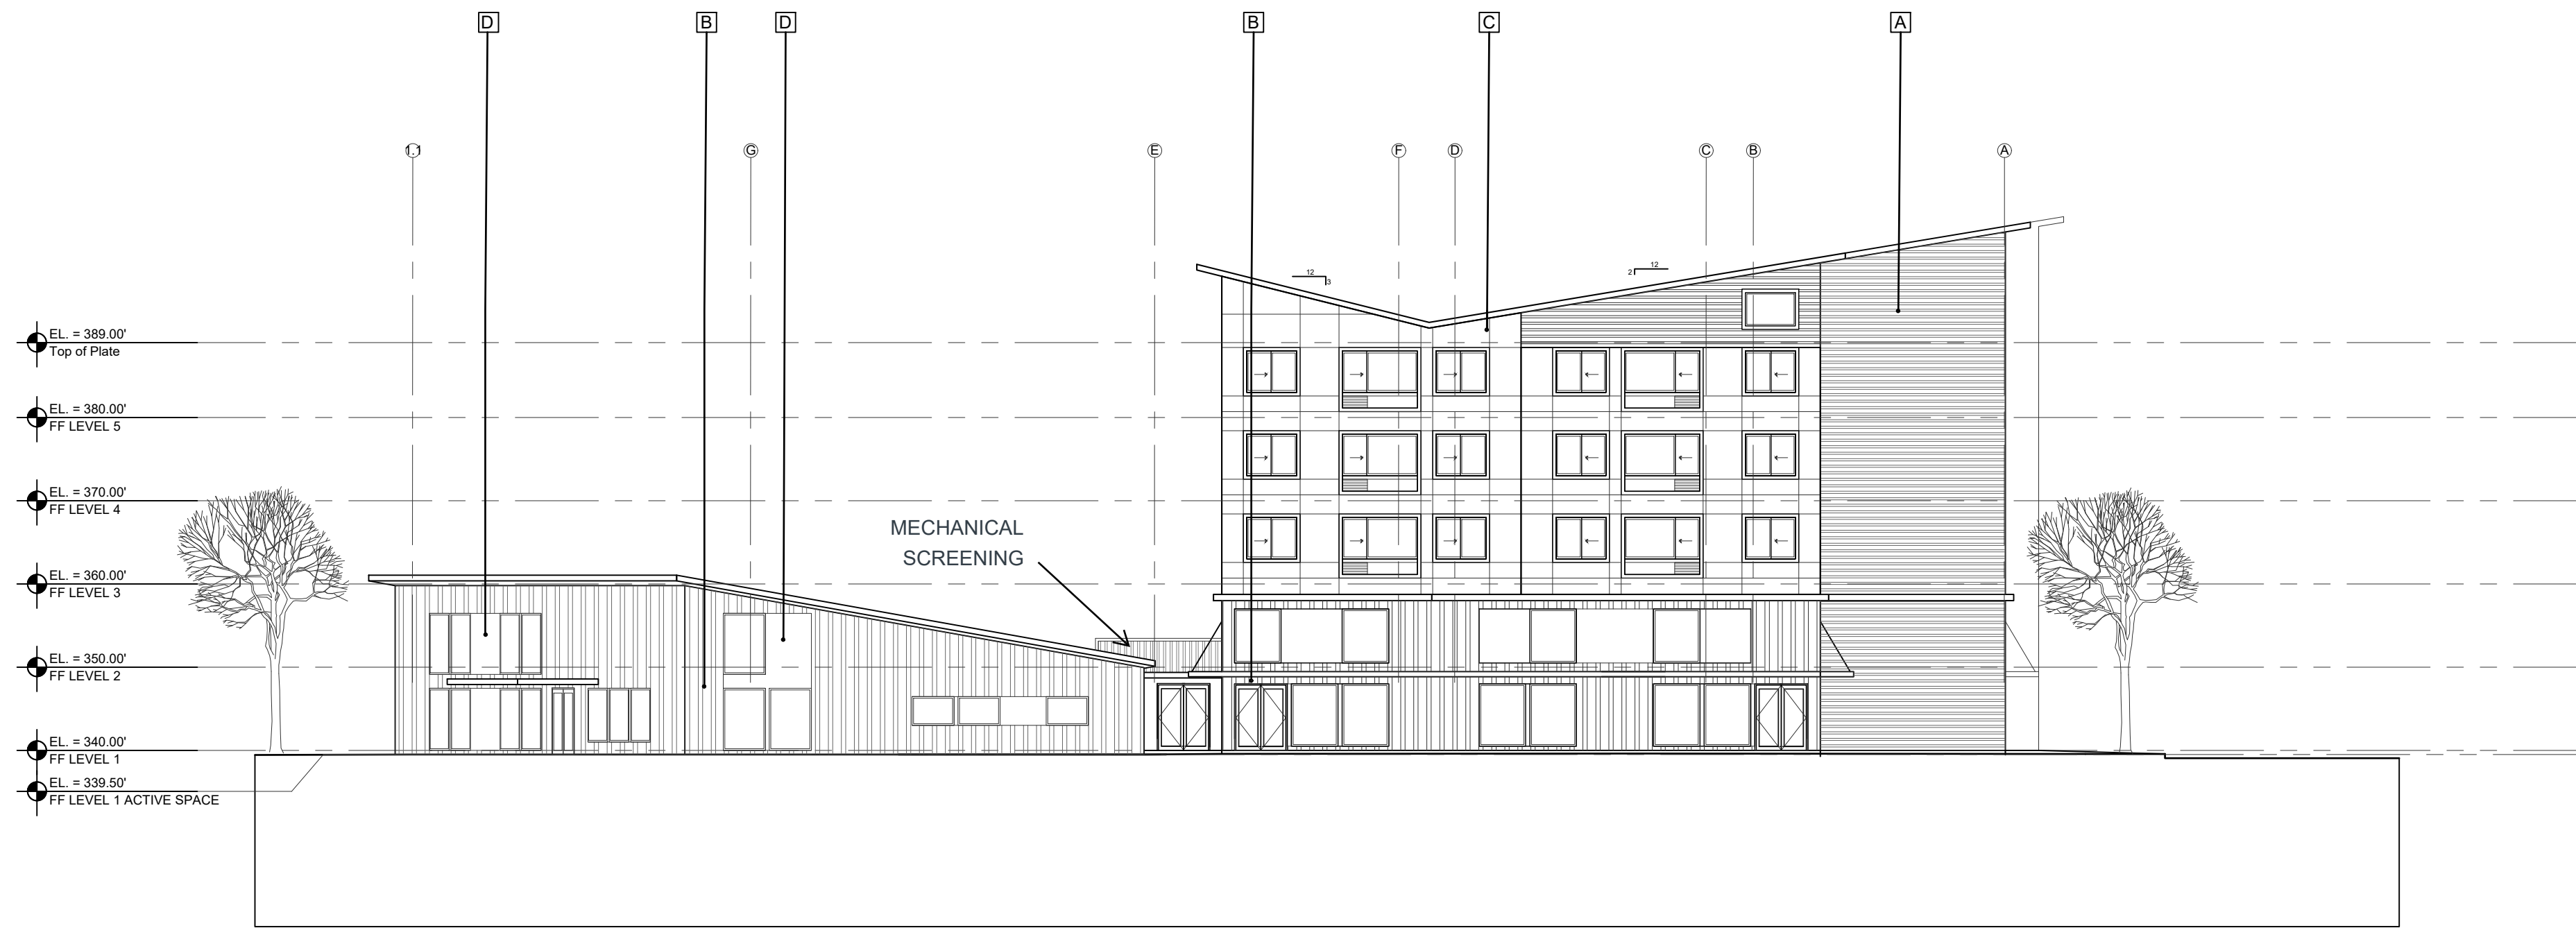 D B D B C A
1.1 G E F D C B A
12
3
12
2
EL. = 389.00'
Top of Plate
EL. = 380.00'
FF LEVEL 5
EL. = 370.00'
FF LEVEL 4
MECHANICAL
SCREENING
EL. = 360.00'
FF LEVEL 3
EL. = 350.00'
FF LEVEL 2
EL. = 340.00'
FF LEVEL 1
EL. = 339.50'
FF LEVEL 1 ACTIVE SPACE